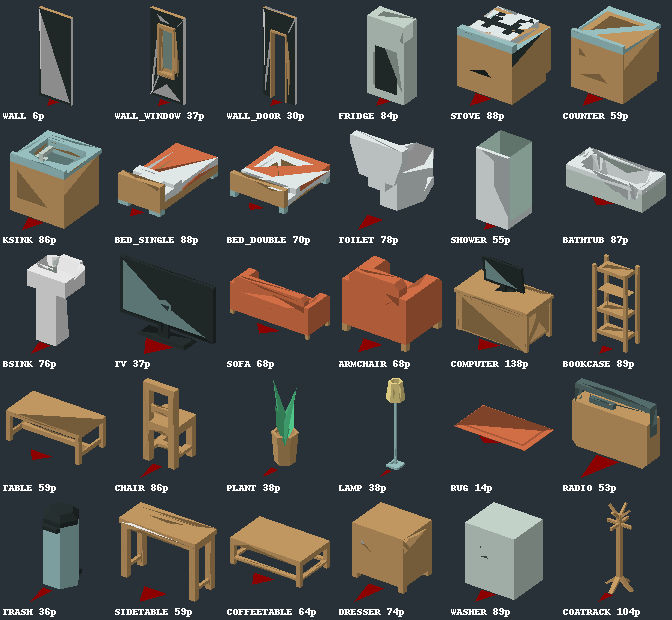 WALL 6p
WALL_WINDOW 37p
WALL_DOOR 30p
FRIDGE 84p
STOVE 88p
COUNTER 59p
KSINK 86p
BED_SINGLE 88p
BED_DOUBLE 70p
TOILET 78p
SHOWER 55p
BATHTUB 87p
BSINK 76p
TV 37p
SOFA 68p
ARMCHAIR 68p
COMPUTER 138p
BOOKCASE 89p
TABLE 59p
CHAIR 86p
PLANT 38p
LAMP 38p
RUG 14p
RADIO 53p
TRASH 36p
SIDETABLE 59p
COFFEETABLE 64p
DRESSER 74p
WASHER 89p
COATRACK 104p